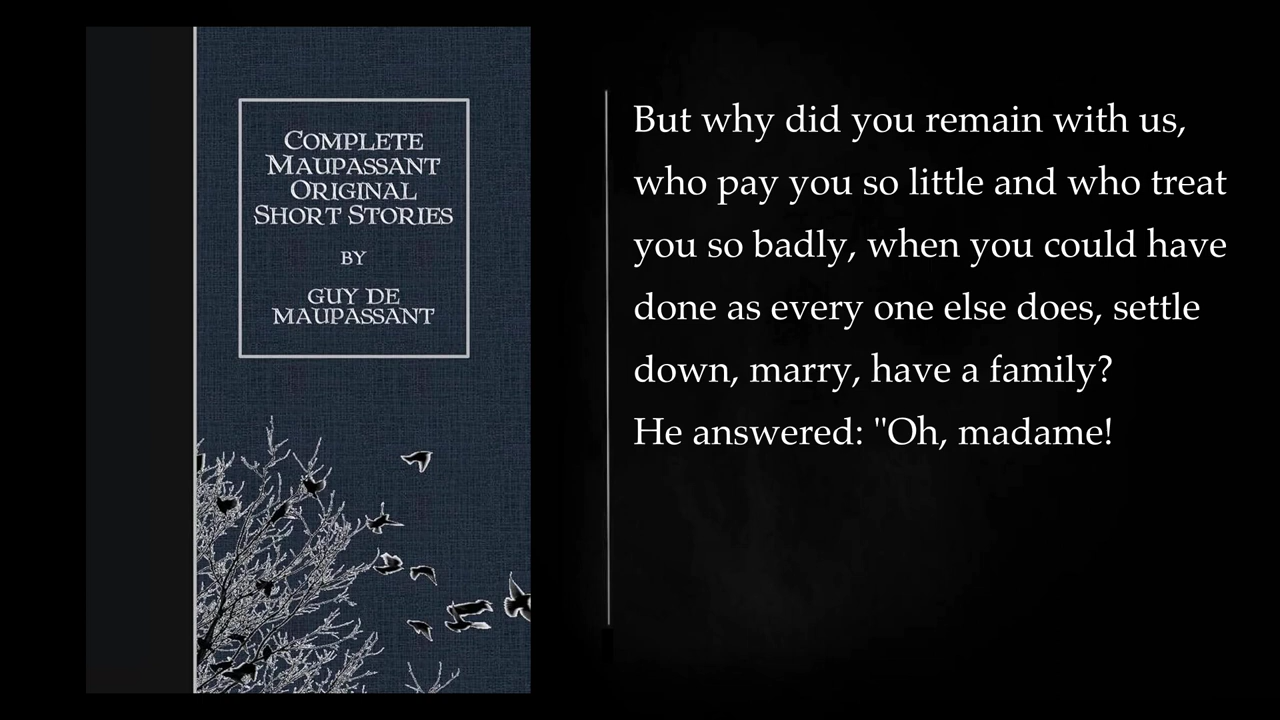 COMPLETE
MAUPASSANT
ORIGINAL
SHORT STORIES
BY
GUY DE
MAUPASSANT
But why did you remain with us,
who pay you so little and who treat
you so badly, when you could have
done as every one else does, settle
down, marry, have a family?
He answered: "Oh, madame!